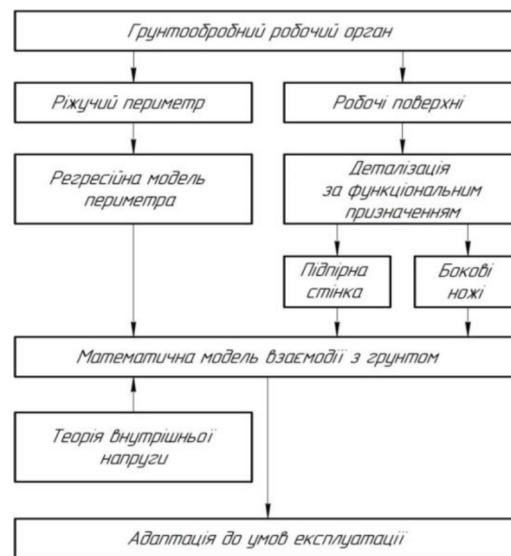 Грунтообробний робочий орган
Ріжучий периметр
Робочі поверхні
Регресійна модель
периметра
Деталізація
за функціональним
призначенням
Підпірна
стінка
Бокові
ножі
Математична модель взаємодії з грунтом
Теорія внутрішньої
напруги
Адаптація до умов експлуатації